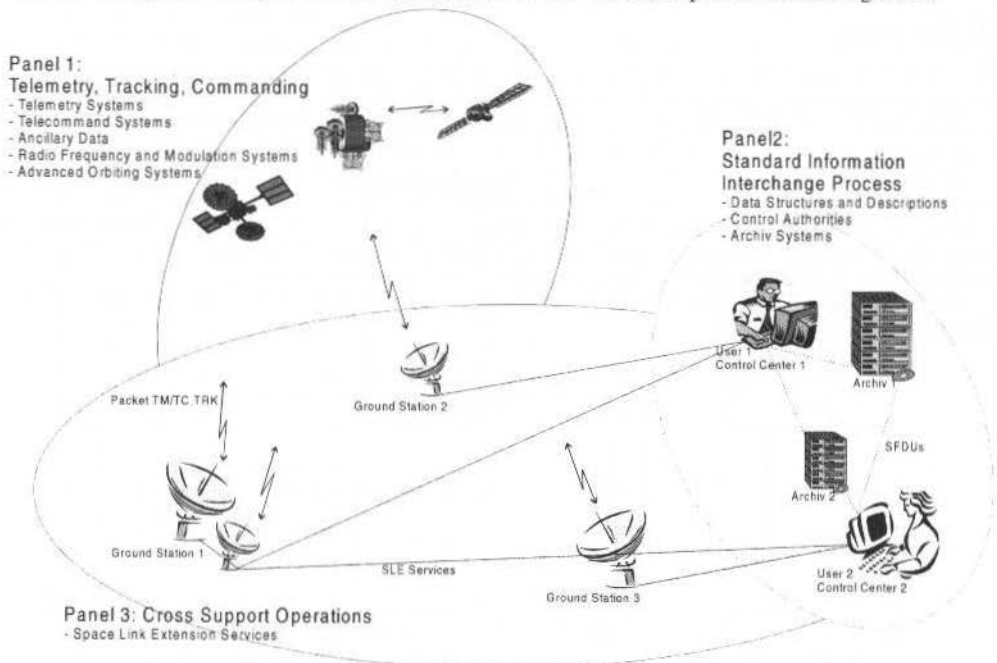 Panel 1:
Telemetry, Tracking, Commanding
- Telemetry Systems
- Telecommand Systems
- Ancillary Data
- Radio Frequency and Modulation Systems
- Advanced Orbiting Systems
Panel2:
Standard Information
Interchange Process
- Data Structures and Descriptions
- Control Authorities
- Archiv Systems
User 1
Control Center 1
Archiv 1
Ground Station 2
Packet TM/TC, TRK
SFDUs
Archiv 2
Ground Station 1
SLE Services
User 2
Control Center 2
Ground Station 3
Panel 3: Cross Support Operations
- Space Link Extension Services